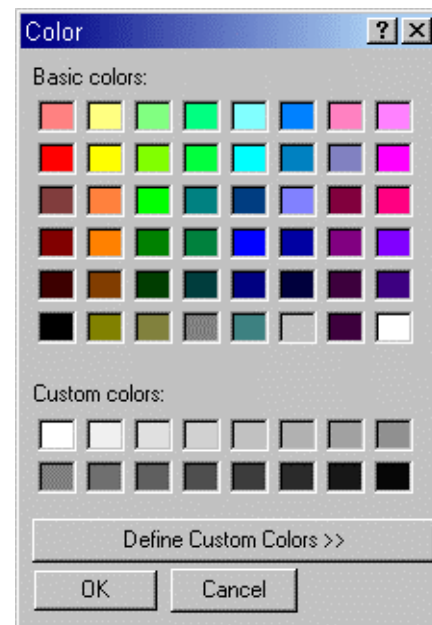 Color ? X
Basic colors:
Custom colors:
Define Custom Colors >>
OK Cancel